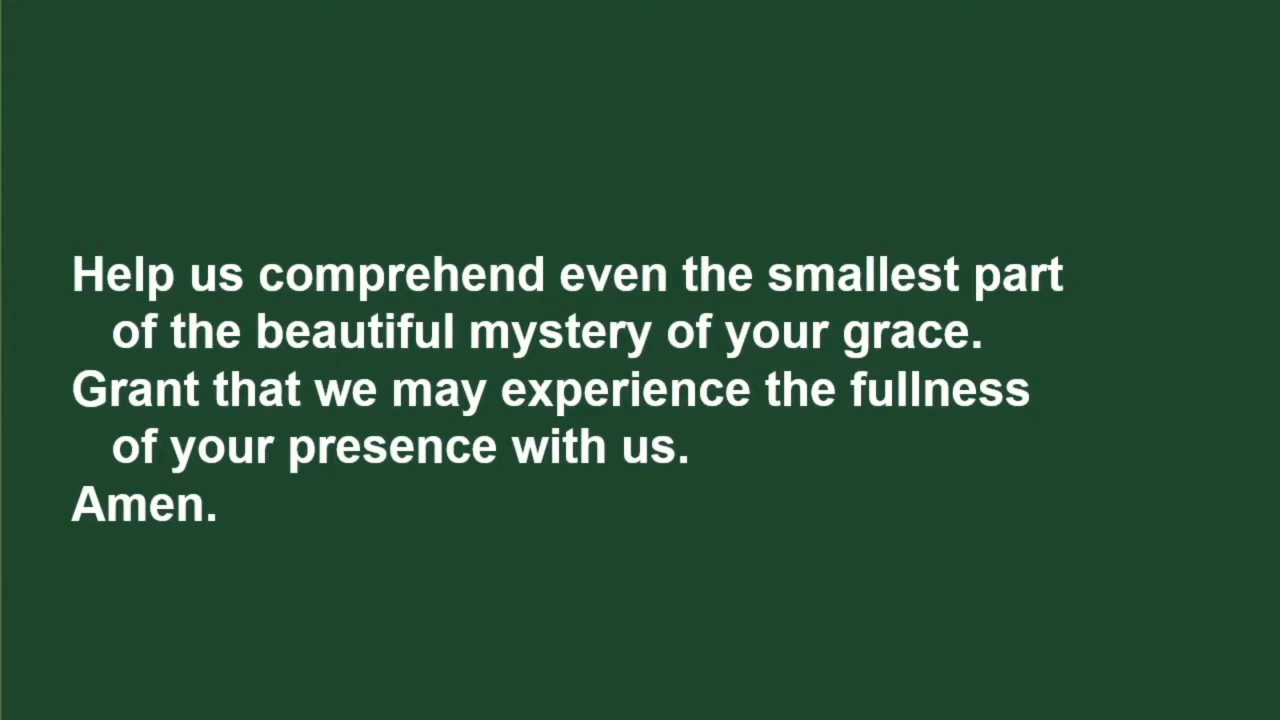 Help us comprehend even the smallest part
of the beautiful mystery of your grace.
Grant that we may experience the fullness
of your presence with us.
Amen.